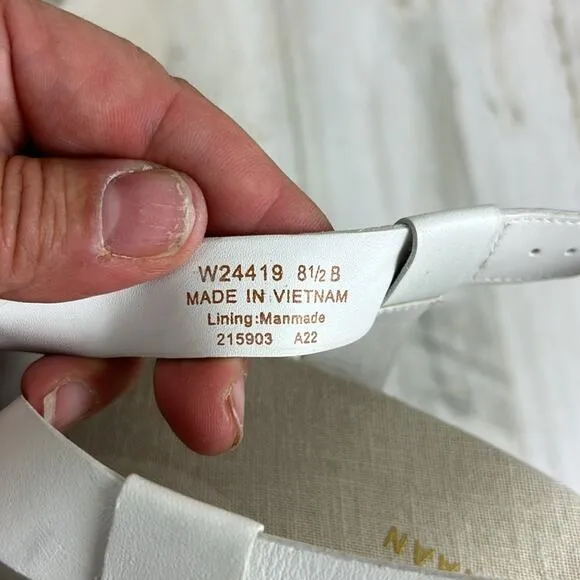 W24419 8½ B
MADE IN VIETNAM
Lining:Manmade
215903 A22